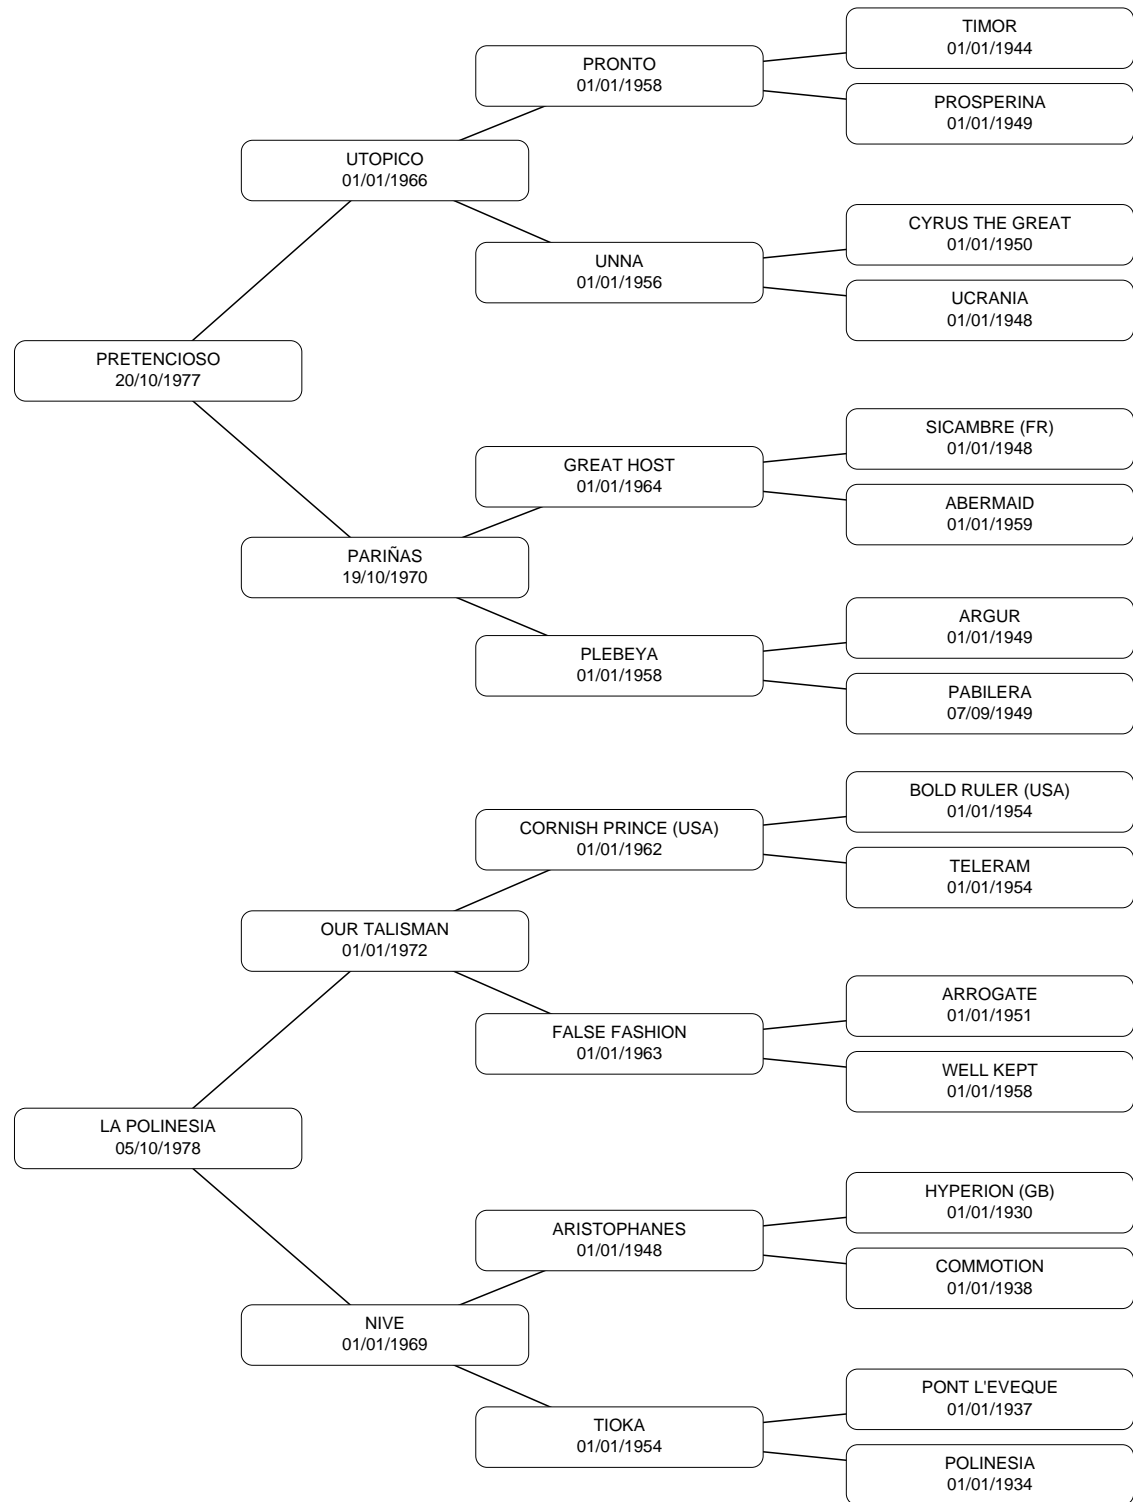 TIMOR
01/01/1944
PRONTO
01/01/1958
PROSPERINA
01/01/1949
UTOPICO
01/01/1966
CYRUS THE GREAT
01/01/1950
UNNA
01/01/1956
UCRANIA
01/01/1948
PRETENCIOSO
20/10/1977
SICAMBRE (FR)
01/01/1948
GREAT HOST
01/01/1964
ABERMAID
01/01/1959
PARIÑAS
19/10/1970
ARGUR
01/01/1949
PLEBEYA
01/01/1958
PABILERA
07/09/1949
BOLD RULER (USA)
01/01/1954
CORNISH PRINCE (USA)
01/01/1962
TELERAM
01/01/1954
OUR TALISMAN
01/01/1972
ARROGATE
01/01/1951
FALSE FASHION
01/01/1963
WELL KEPT
01/01/1958
LA POLINESIA
05/10/1978
HYPERION (GB)
01/01/1930
ARISTOPHANES
01/01/1948
COMMOTION
01/01/1938
NIVE
01/01/1969
PONT L'EVEQUE
01/01/1937
TIOKA
01/01/1954
POLINESIA
01/01/1934